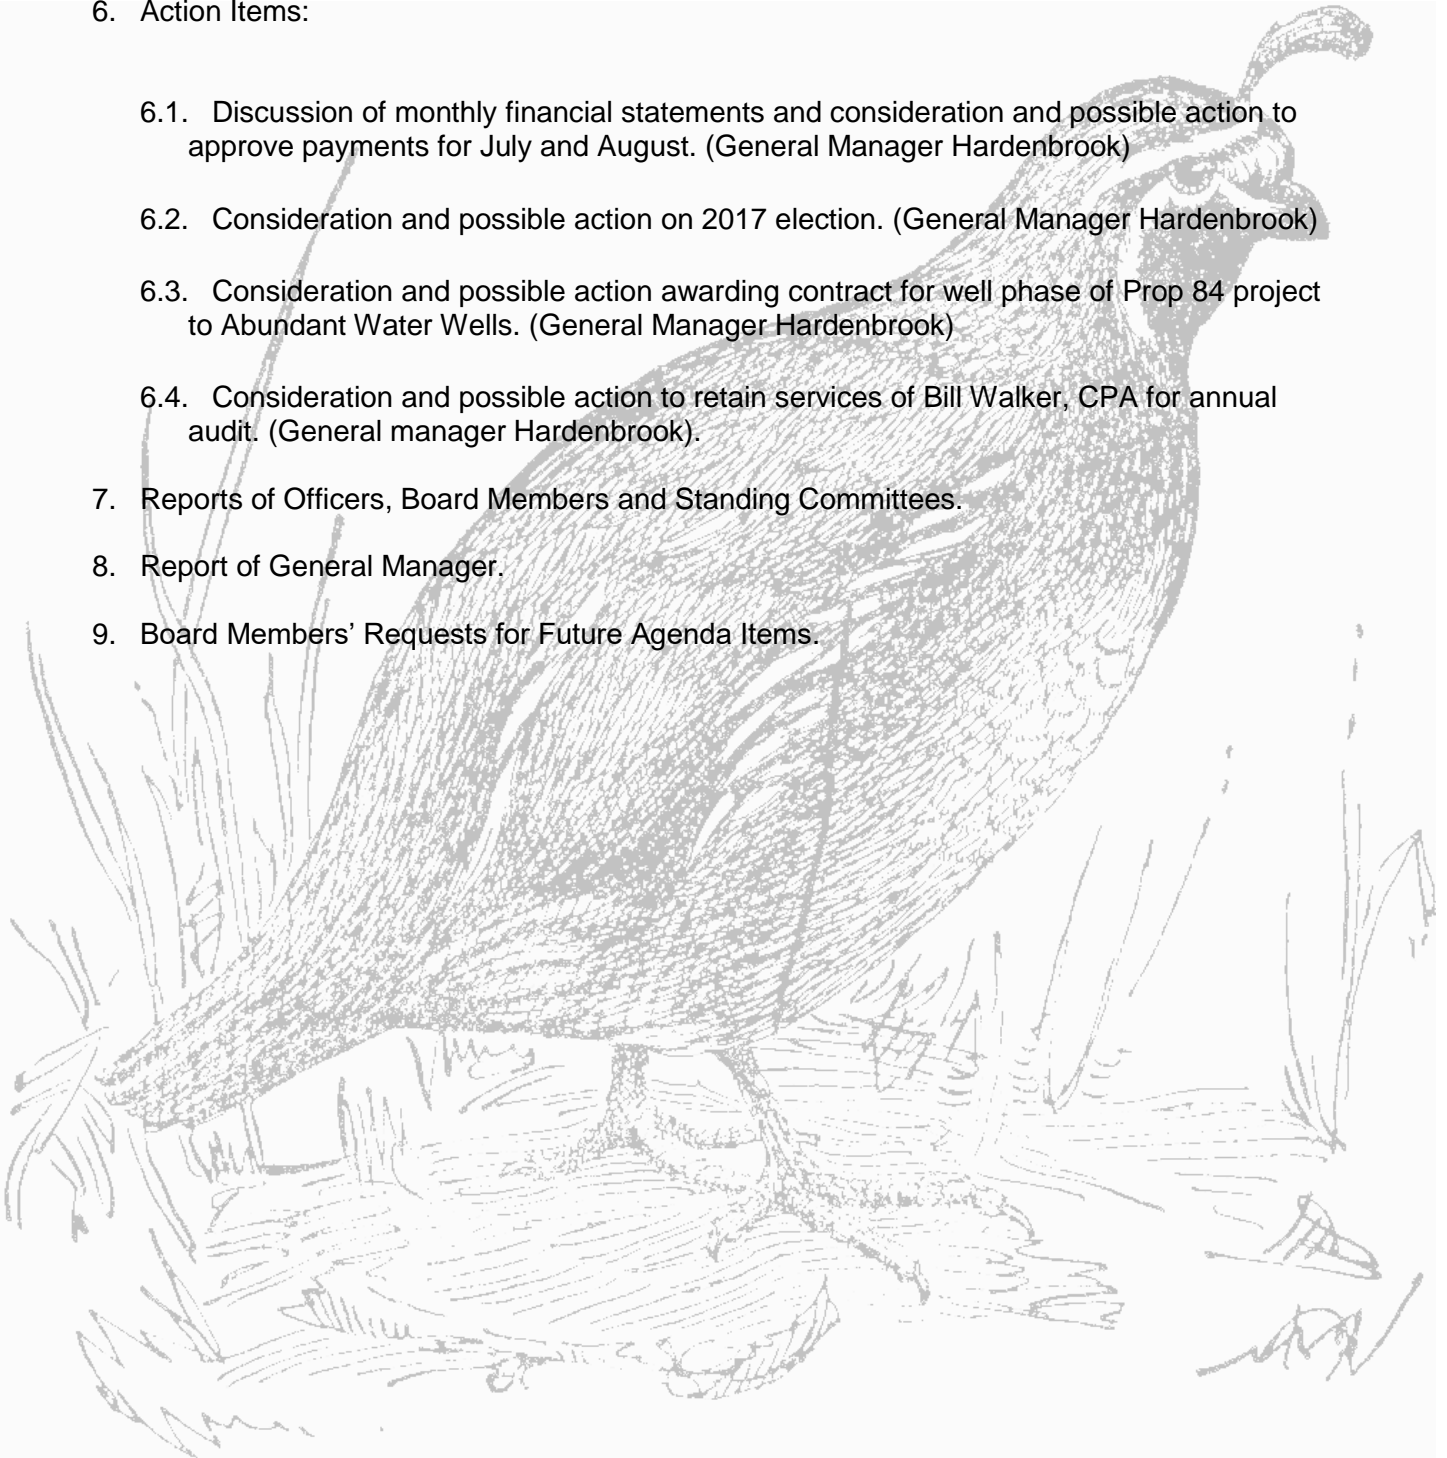 6. Action Items:
6.1. Discussion of monthly financial statements and consideration and possible action to
approve payments for July and August. (General Manager Hardenbrook)
6.2. Consideration and possible action on 2017 election. (General Manager Hardenbrook)
6.3. Consideration and possible action awarding contract for well phase of Prop 84 project
to Abundant Water Wells. (General Manager Hardenbrook)
6.4. Consideration and possible action to retain services of Bill Walker, CPA for annual
audit. (General manager Hardenbrook).
7. Reports of Officers, Board Members and Standing Committees.
8. Report of General Manager.
9. Board Members’ Requests for Future Agenda Items.